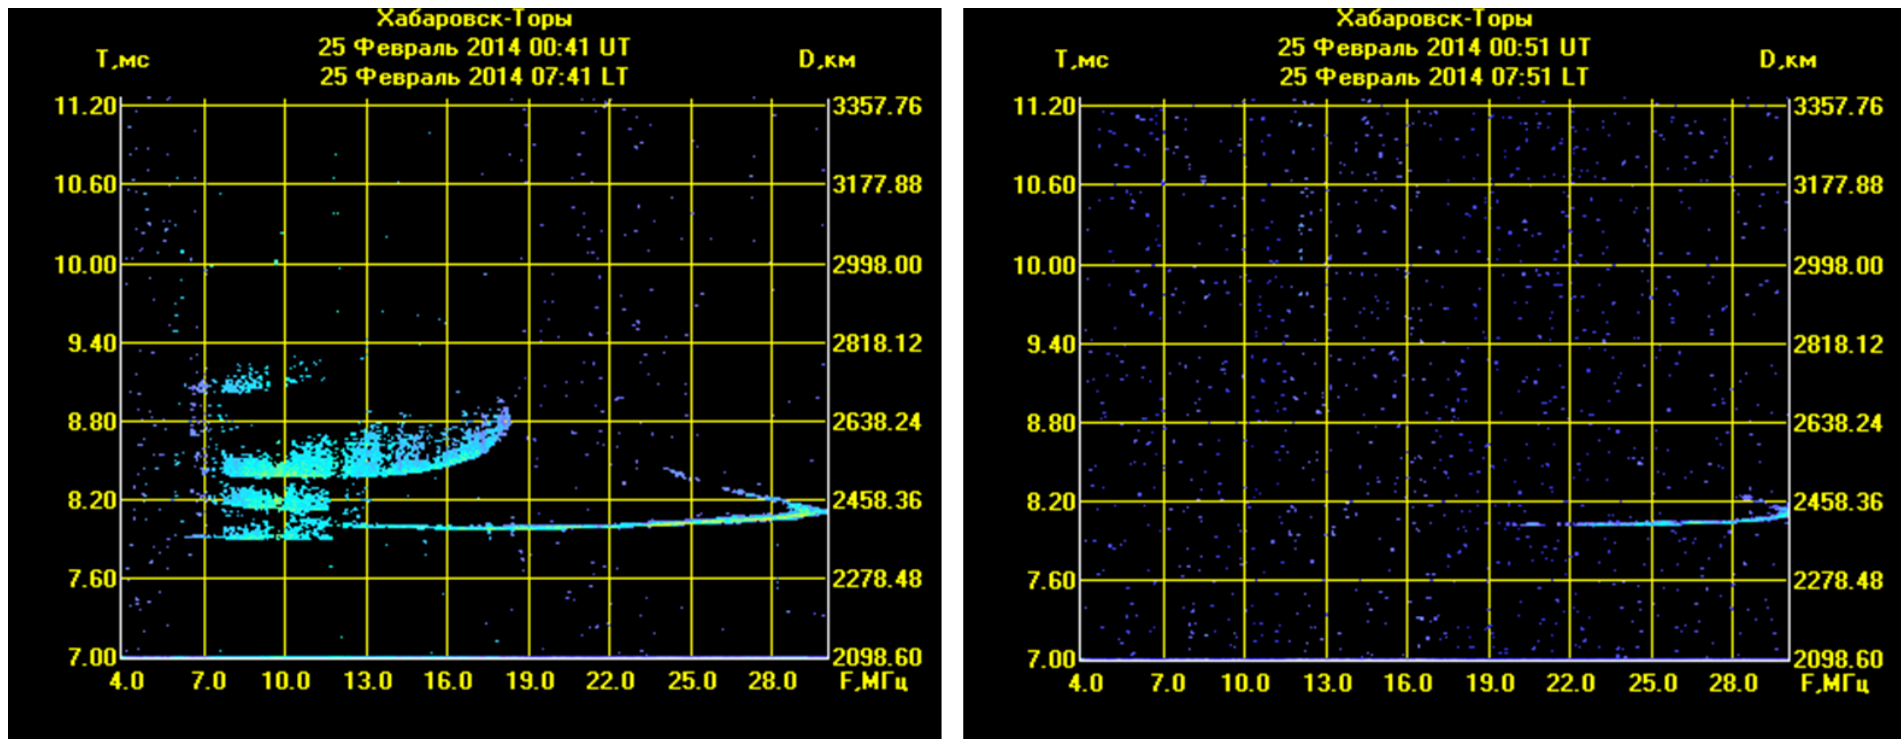 Хабаровск-Торы
25 Февраль 2014 00:41 UT
25 Февраль 2014 07:41 LT
T,мс
D,км
11.20
3357.76
10.60
3177.88
10.00
2998.00
9.40
2818.12
8.80
2638.24
8.20
2458.36
7.60
2278.48
7.00
2098.60
4.0 7.0 10.0 13.0 16.0 19.0 22.0 25.0 28.0 F,МГц
Хабаровск-Торы
25 Февраль 2014 00:51 UT
25 Февраль 2014 07:51 LT
T,мс
D,км
11.20
3357.76
10.60
3177.88
10.00
2998.00
9.40
2818.12
8.80
2638.24
8.20
2458.36
7.60
2278.48
7.00
2098.60
4.0 7.0 10.0 13.0 16.0 19.0 22.0 25.0 28.0 F,МГц